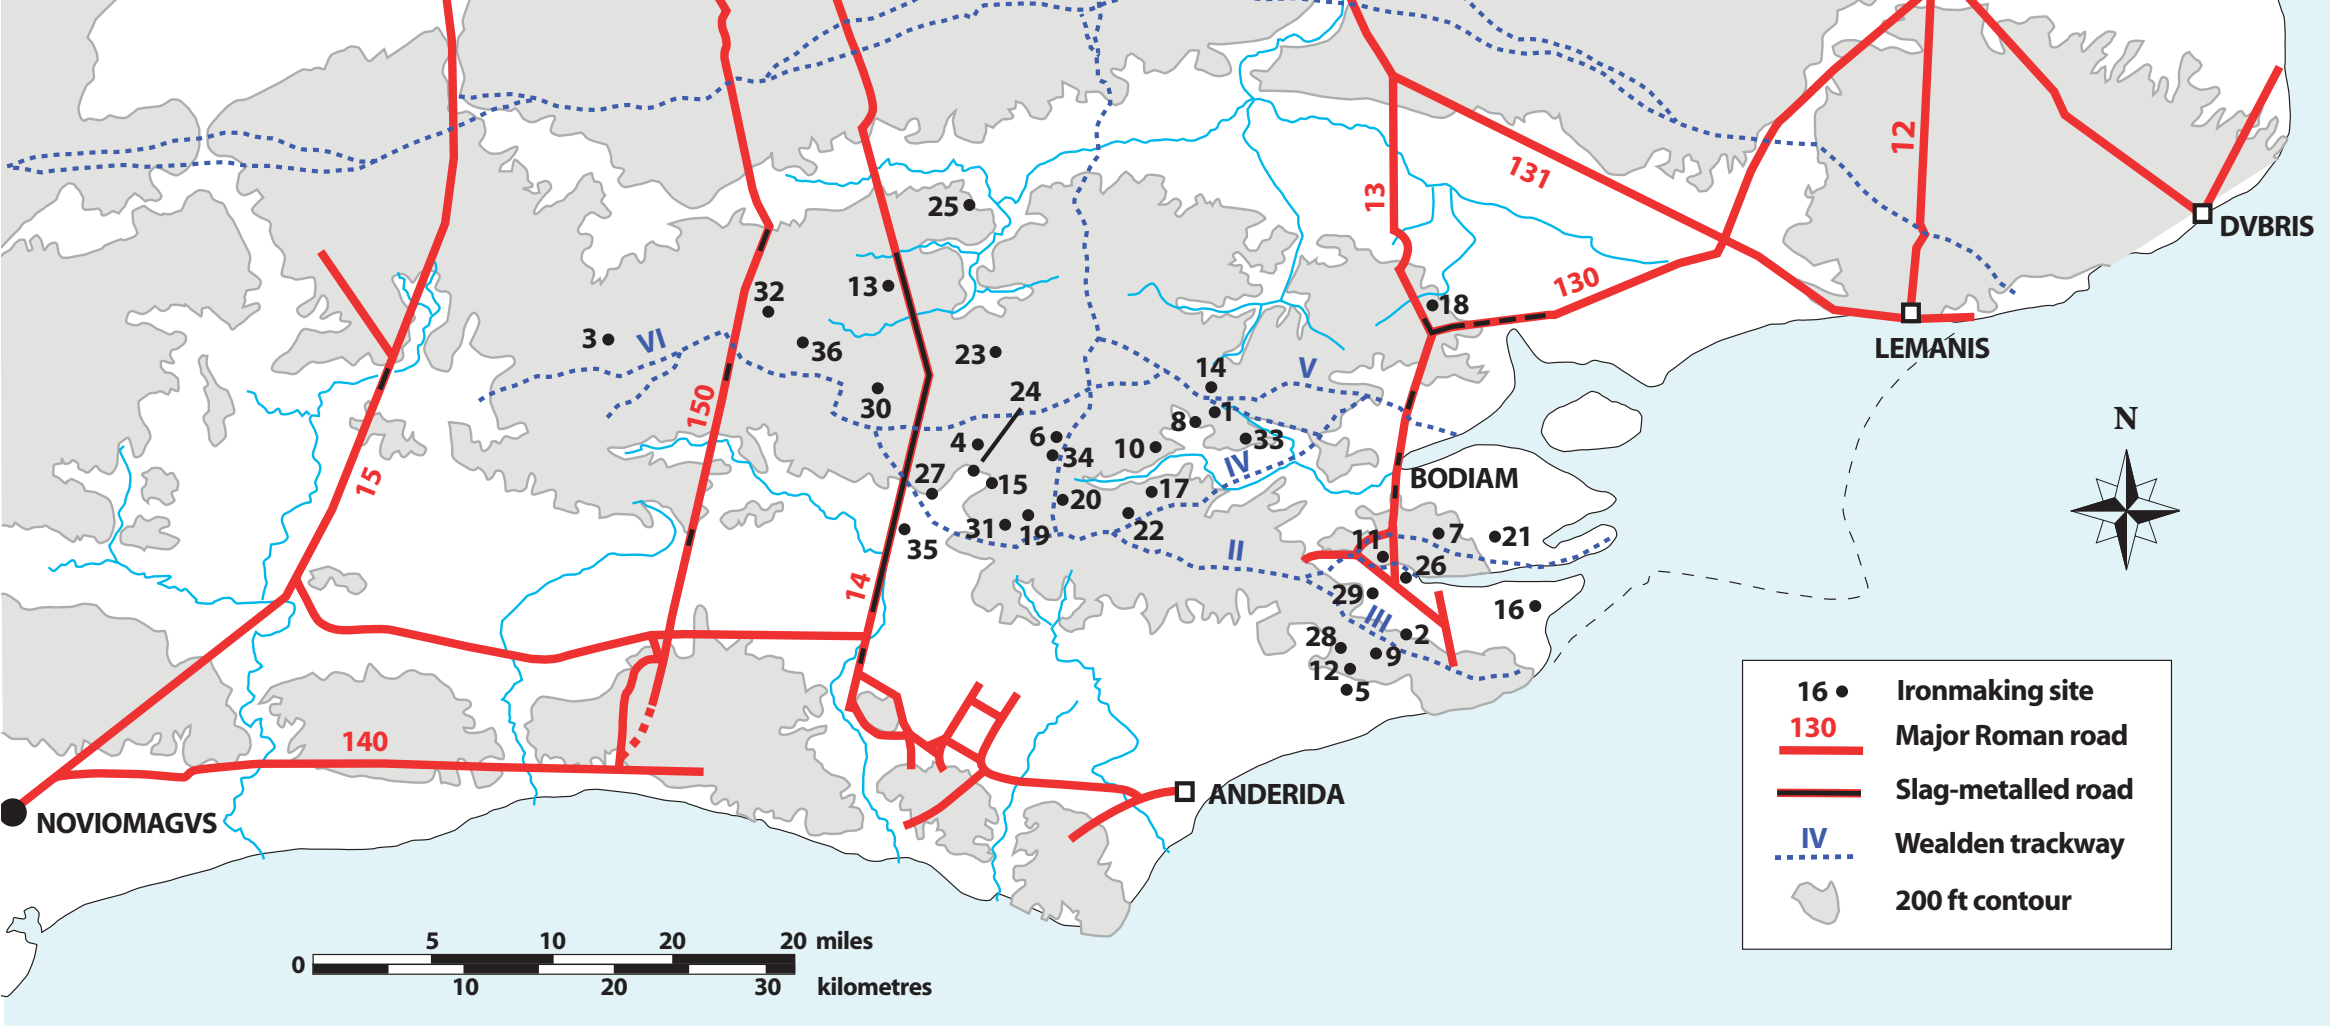 12
131
13
25
DVBRIS
130
13
32
18
3
VI
36
23
LEMANIS
14
V
24
150
30
1
N
8
6
4
33
10
34
IV
27
BODIAM
15
15
17
20
31
19
22
7
21
11
35
II
26
14
29
16
III
28
2
9
12
5
16 Ironmaking site
130
Major Roman road
140
Slag-metalled road
ANDERIDA
NOVIOMAGVS
IV
Wealden trackway
200 ft contour
5 10 20 20 miles
0
10 20 30 kilometres